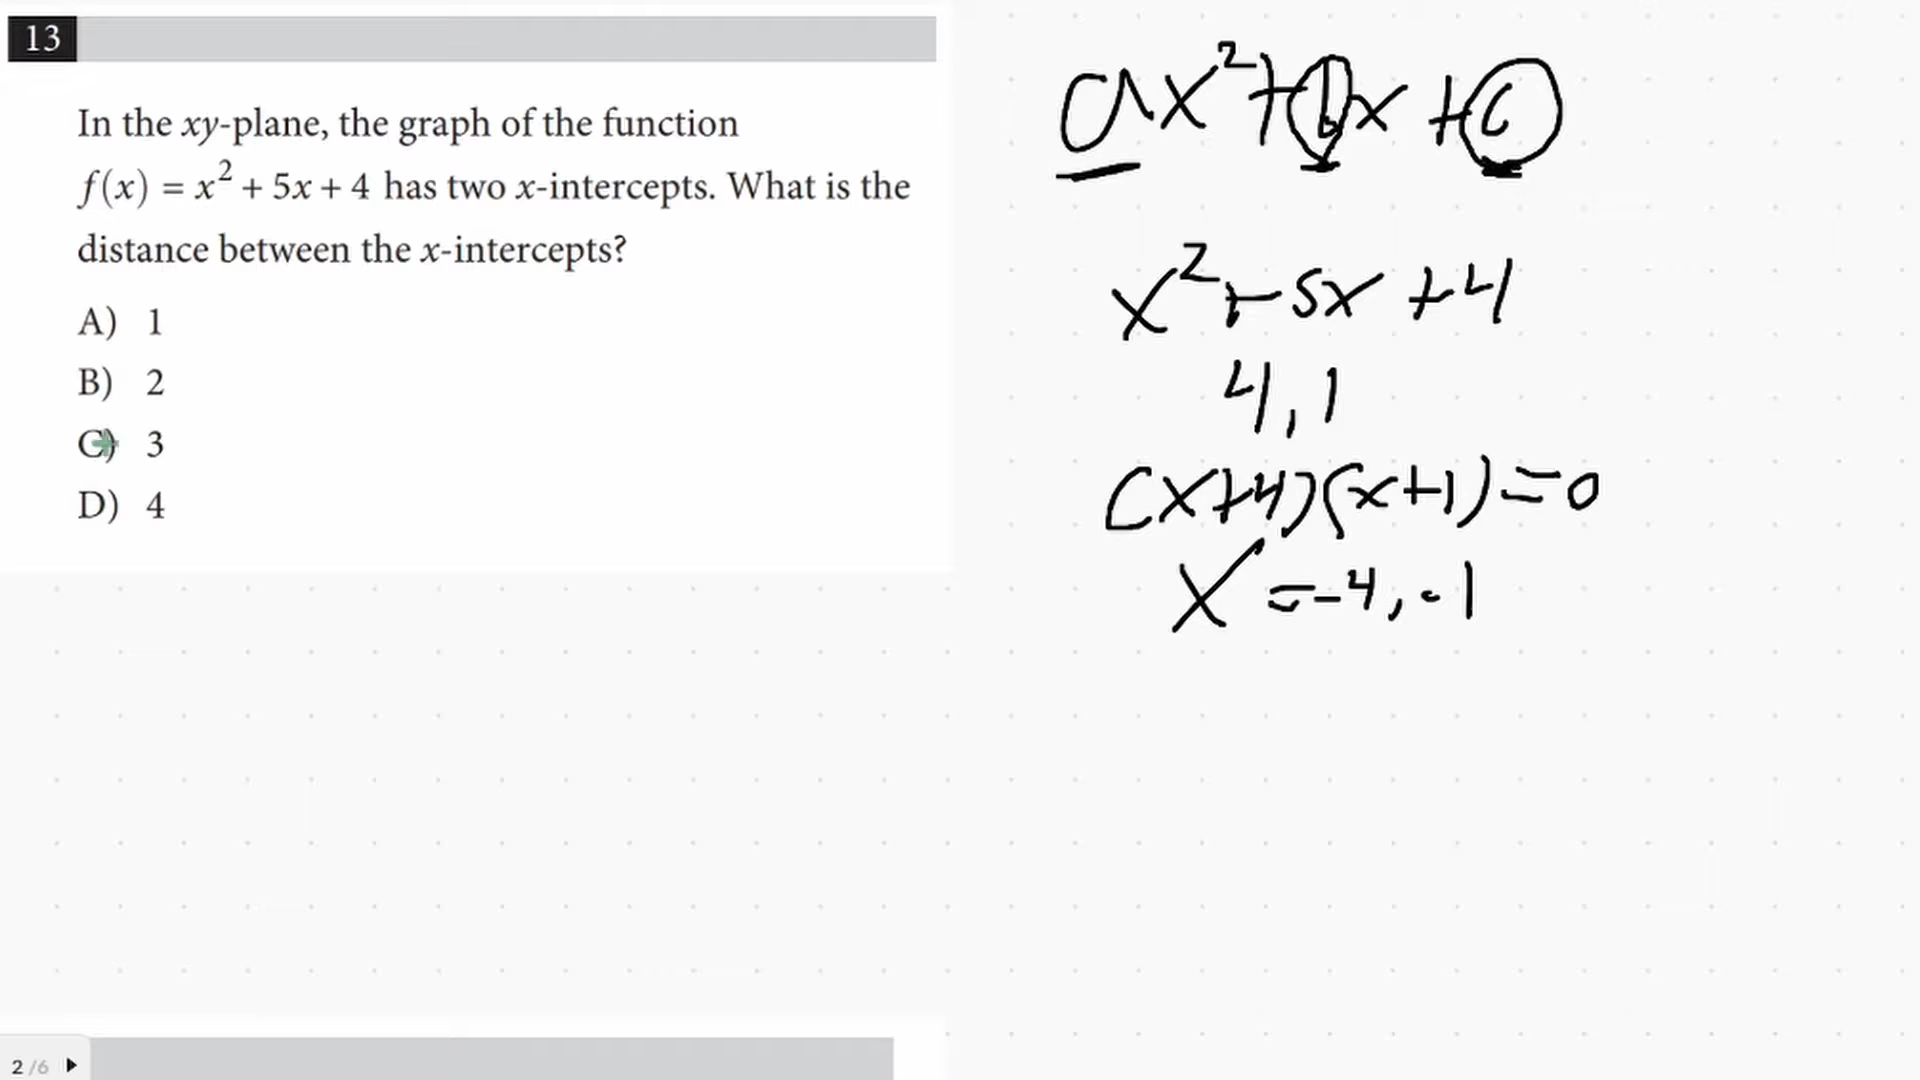 13
In the xy-plane, the graph of the function
f(x) = x² + 5x + 4 has two x-intercepts. What is the
distance between the x-intercepts?
A) 1
B) 2
C) 3
D) 4
ax² + bx + c
x² + 5x + 4
4, 1
(x+4)(x+1) = 0
x = -4, -1
2 /6